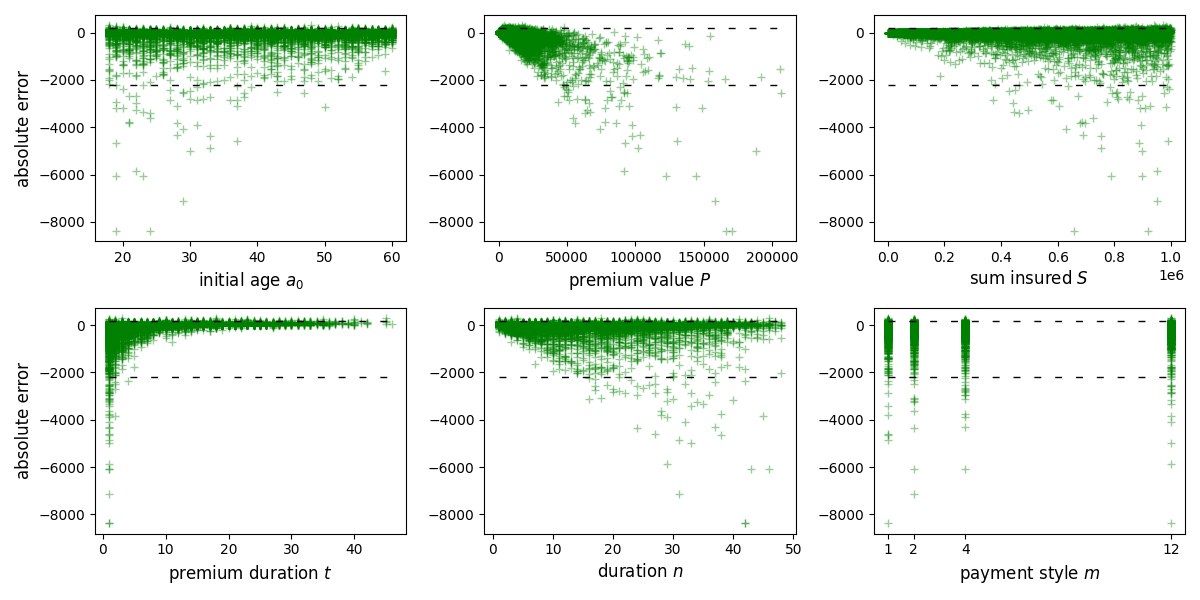 absolute error
0
−2000
−4000
−6000
−8000
20 30 40 50 60
initial age a₀
0
−2000
−4000
−6000
−8000
0 50000 100000 150000 200000
premium value P
0
−2000
−4000
−6000
−8000
0.0 0.2 0.4 0.6 0.8 1.0
1e6
sum insured S
absolute error
0
−2000
−4000
−6000
−8000
0 10 20 30 40
premium duration t
0
−2000
−4000
−6000
−8000
0 10 20 30 40 50
duration n
0
−2000
−4000
−6000
−8000
1 2 4 12
payment style m